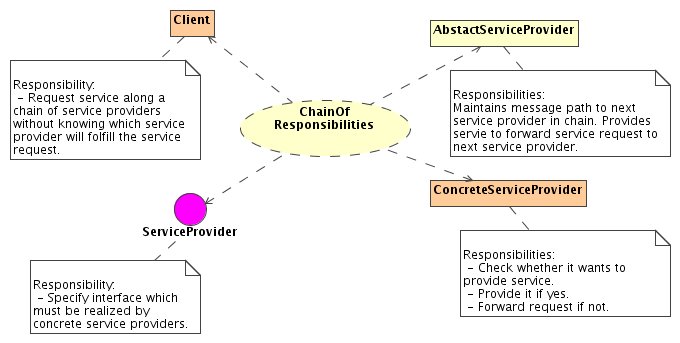 Client
AbstactServiceProvider
Responsibility:
- Request service along a
chain of service providers
without knowing which service
provider will folfill the service
request.
Responsibilities:
Maintains message path to next
service provider in chain. Provides
servie to forward service request to
next service provider.
ChainOf
Responsibilities
ConcreteServiceProvider
ServiceProvider
Responsibility:
- Specify interface which
must be realized by
concrete service providers.
Responsibilities:
- Check whether it wants to
provide service.
- Provide it if yes.
- Forward request if not.